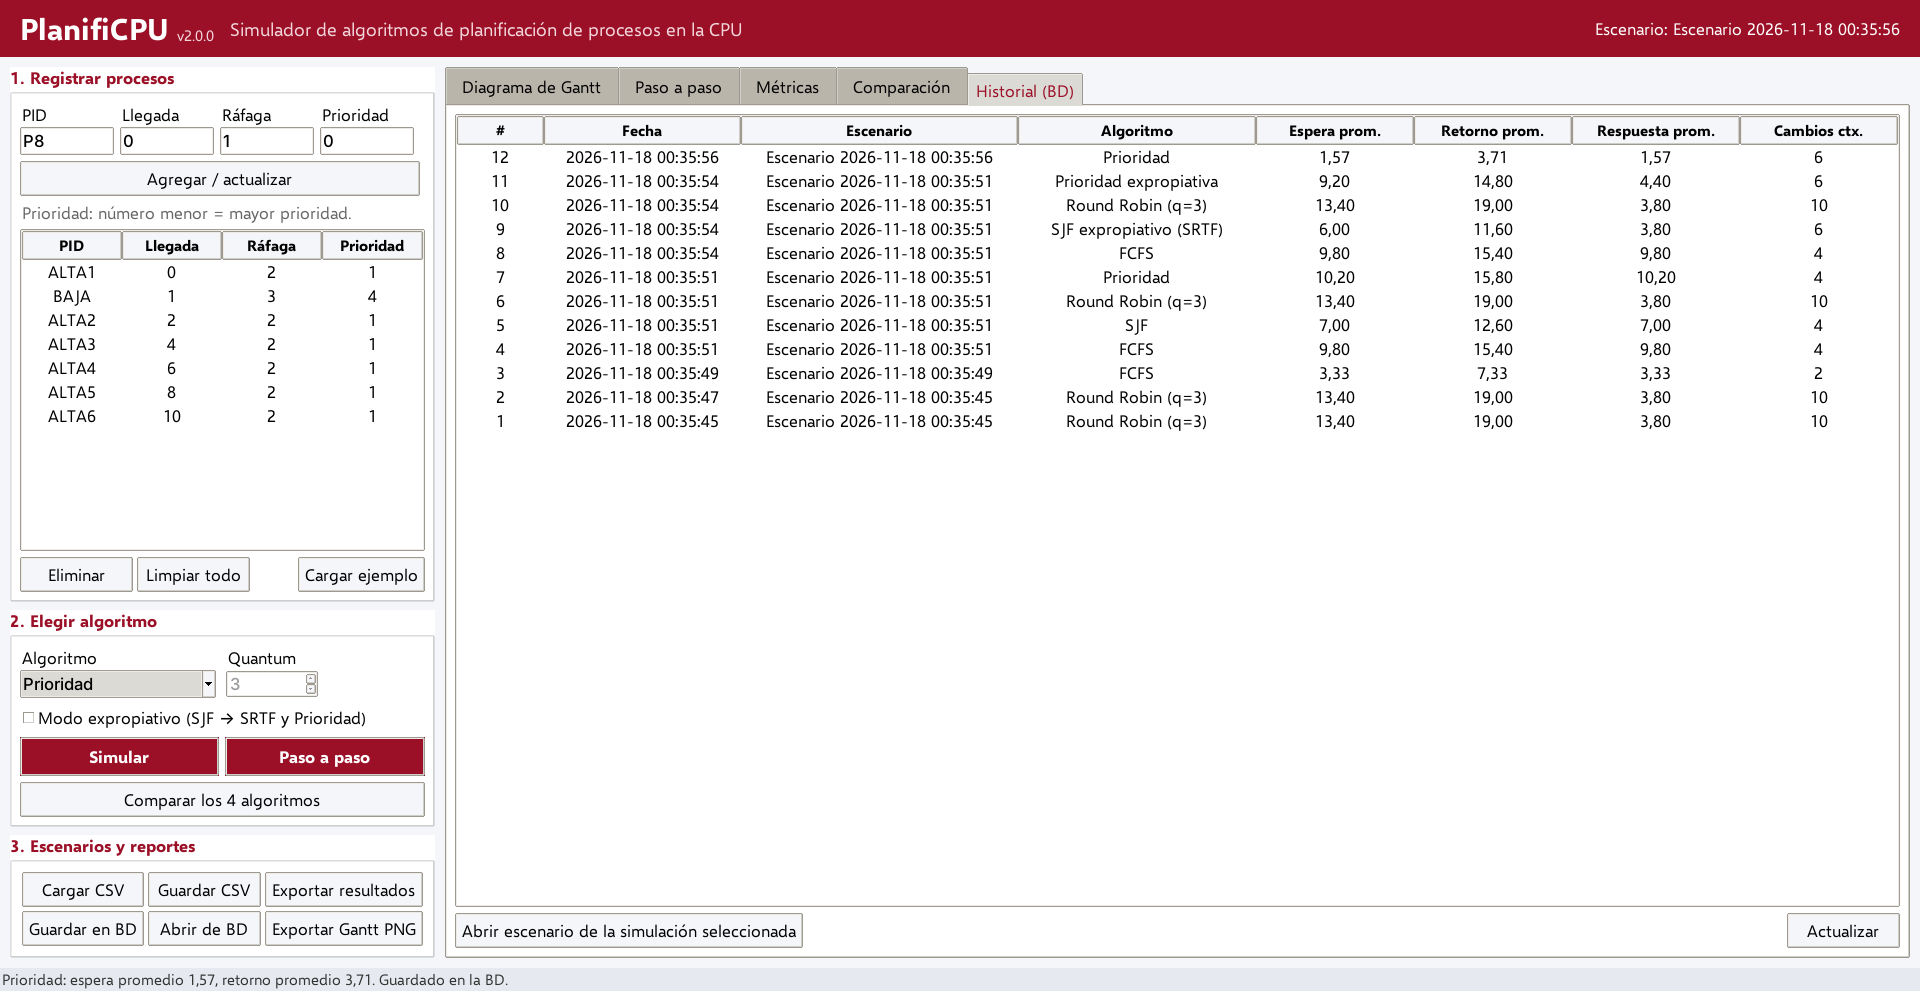 PlanifiCPU v2.0.0 Simulador de algoritmos de planificación de procesos en la CPU
Escenario: Escenario 2026-11-18 00:35:56
1. Registrar procesos
PID Llegada Ráfaga Prioridad
P8 0 1 0
Agregar / actualizar
Prioridad: número menor = mayor prioridad.
PID Llegada Ráfaga Prioridad
ALTA1 0 2 1
BAJA 1 3 4
ALTA2 2 2 1
ALTA3 4 2 1
ALTA4 6 2 1
ALTA5 8 2 1
ALTA6 10 2 1
Eliminar Limpiar todo Cargar ejemplo
2. Elegir algoritmo
Algoritmo Quantum
Prioridad 3
Modo expropiativo (SJF → SRTF y Prioridad)
Simular Paso a paso
Comparar los 4 algoritmos
3. Escenarios y reportes
Cargar CSV Guardar CSV Exportar resultados
Guardar en BD Abrir de BD Exportar Gantt PNG
Diagrama de Gantt Paso a paso Métricas Comparación Historial (BD)
# Fecha Escenario Algoritmo Espera prom. Retorno prom. Respuesta prom. Cambios ctx.
12 2026-11-18 00:35:56 Escenario 2026-11-18 00:35:56 Prioridad 1,57 3,71 1,57 6
11 2026-11-18 00:35:54 Escenario 2026-11-18 00:35:51 Prioridad expropiativa 9,20 14,80 4,40 6
10 2026-11-18 00:35:54 Escenario 2026-11-18 00:35:51 Round Robin (q=3) 13,40 19,00 3,80 10
9 2026-11-18 00:35:54 Escenario 2026-11-18 00:35:51 SJF expropiativo (SRTF) 6,00 11,60 3,80 6
8 2026-11-18 00:35:54 Escenario 2026-11-18 00:35:51 FCFS 9,80 15,40 9,80 4
7 2026-11-18 00:35:51 Escenario 2026-11-18 00:35:51 Prioridad 10,20 15,80 10,20 4
6 2026-11-18 00:35:51 Escenario 2026-11-18 00:35:51 Round Robin (q=3) 13,40 19,00 3,80 10
5 2026-11-18 00:35:51 Escenario 2026-11-18 00:35:51 SJF 7,00 12,60 7,00 4
4 2026-11-18 00:35:51 Escenario 2026-11-18 00:35:51 FCFS 9,80 15,40 9,80 4
3 2026-11-18 00:35:49 Escenario 2026-11-18 00:35:49 FCFS 3,33 7,33 3,33 2
2 2026-11-18 00:35:47 Escenario 2026-11-18 00:35:45 Round Robin (q=3) 13,40 19,00 3,80 10
1 2026-11-18 00:35:45 Escenario 2026-11-18 00:35:45 Round Robin (q=3) 13,40 19,00 3,80 10
Abrir escenario de la simulación seleccionada Actualizar
Prioridad: espera promedio 1,57, retorno promedio 3,71. Guardado en la BD.